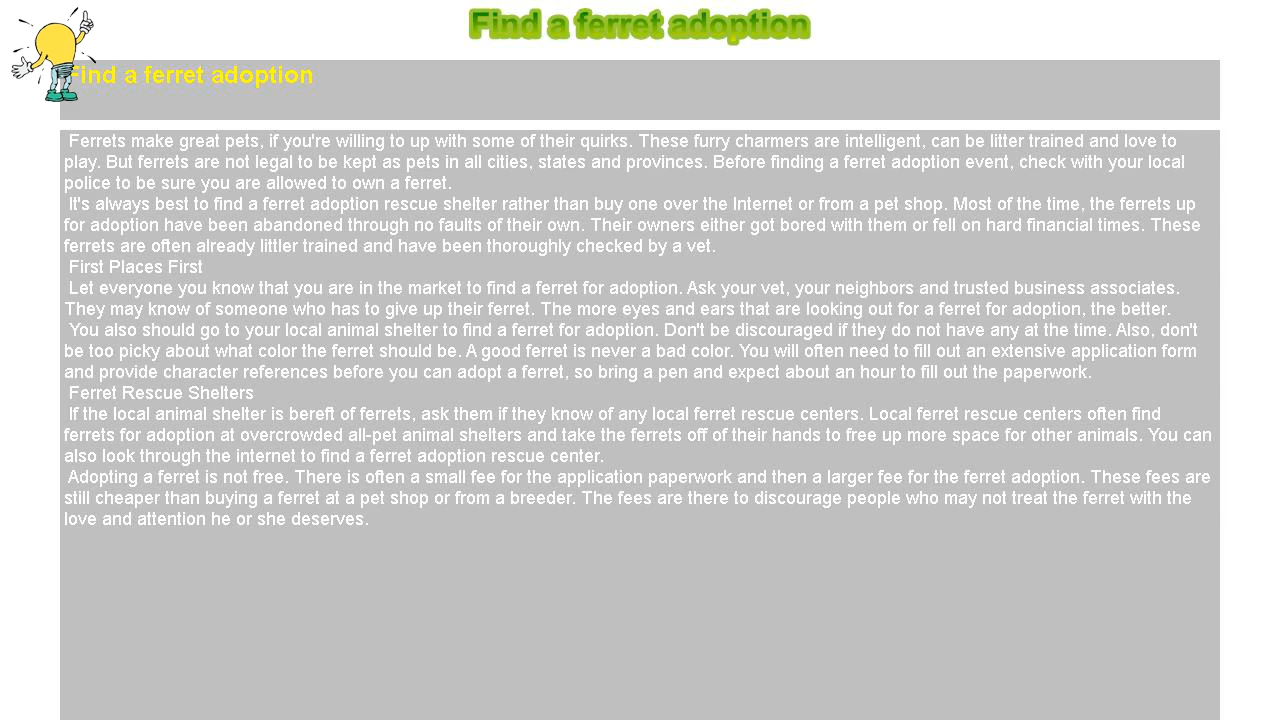 Find a ferret adoption
Find a ferret adoption
Ferrets make great pets, if you're willing to up with some of their quirks. These furry charmers are intelligent, can be litter trained and love to
play. But ferrets are not legal to be kept as pets in all cities, states and provinces. Before finding a ferret adoption event, check with your local
police to be sure you are allowed to own a ferret.
It's always best to find a ferret adoption rescue shelter rather than buy one over the Internet or from a pet shop. Most of the time, the ferrets up
for adoption have been abandoned through no faults of their own. Their owners either got bored with them or fell on hard financial times. These
ferrets are often already littler trained and have been thoroughly checked by a vet.
First Places First
Let everyone you know that you are in the market to find a ferret for adoption. Ask your vet, your neighbors and trusted business associates.
They may know of someone who has to give up their ferret. The more eyes and ears that are looking out for a ferret for adoption, the better.
You also should go to your local animal shelter to find a ferret for adoption. Don't be discouraged if they do not have any at the time. Also, don't
be too picky about what color the ferret should be. A good ferret is never a bad color. You will often need to fill out an extensive application form
and provide character references before you can adopt a ferret, so bring a pen and expect about an hour to fill out the paperwork.
Ferret Rescue Shelters
If the local animal shelter is bereft of ferrets, ask them if they know of any local ferret rescue centers. Local ferret rescue centers often find
ferrets for adoption at overcrowded all-pet animal shelters and take the ferrets off of their hands to free up more space for other animals. You can
also look through the internet to find a ferret adoption rescue center.
Adopting a ferret is not free. There is often a small fee for the application paperwork and then a larger fee for the ferret adoption. These fees are
still cheaper than buying a ferret at a pet shop or from a breeder. The fees are there to discourage people who may not treat the ferret with the
love and attention he or she deserves.